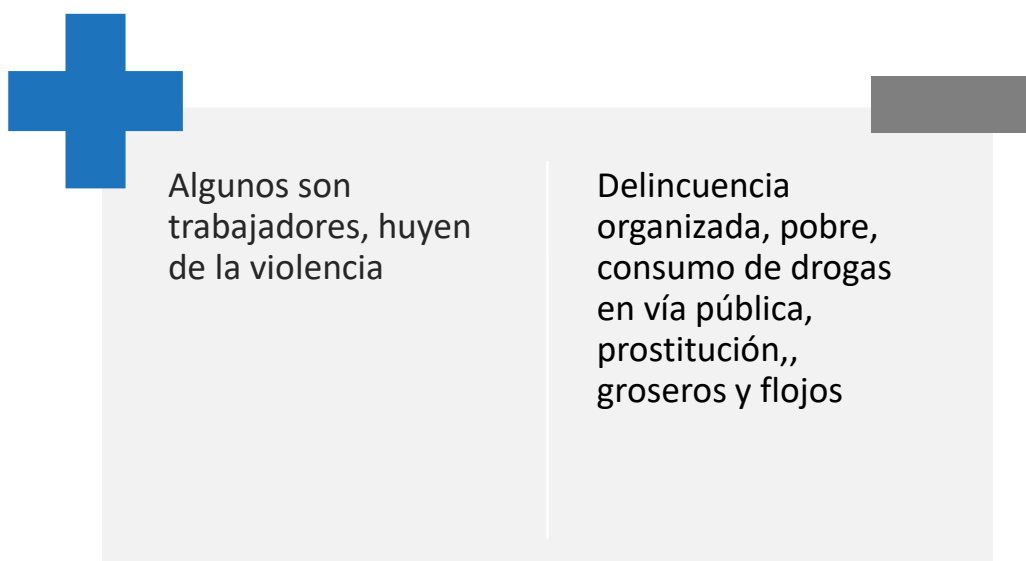 Algunos son
trabajadores, huyen
de la violencia
Delincuencia
organizada, pobre,
consumo de drogas
en vía pública,
prostitución,,
groseros y flojos